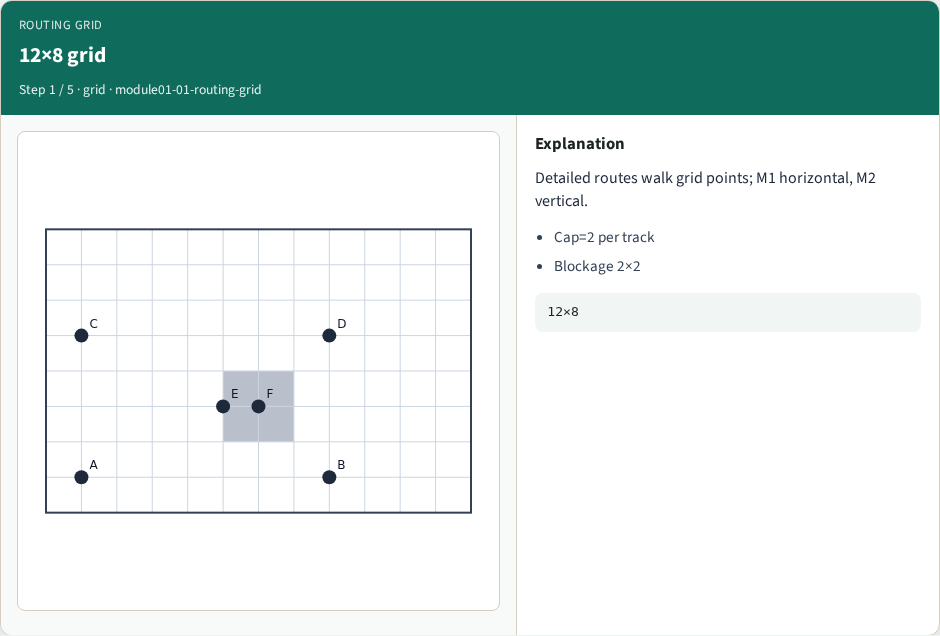 ROUTING GRID
12×8 grid
Step 1 / 5 · grid · module01-01-routing-grid
C
D
E
F
A
B
Explanation
Detailed routes walk grid points; M1 horizontal, M2
vertical.
• Cap=2 per track
• Blockage 2×2
12×8